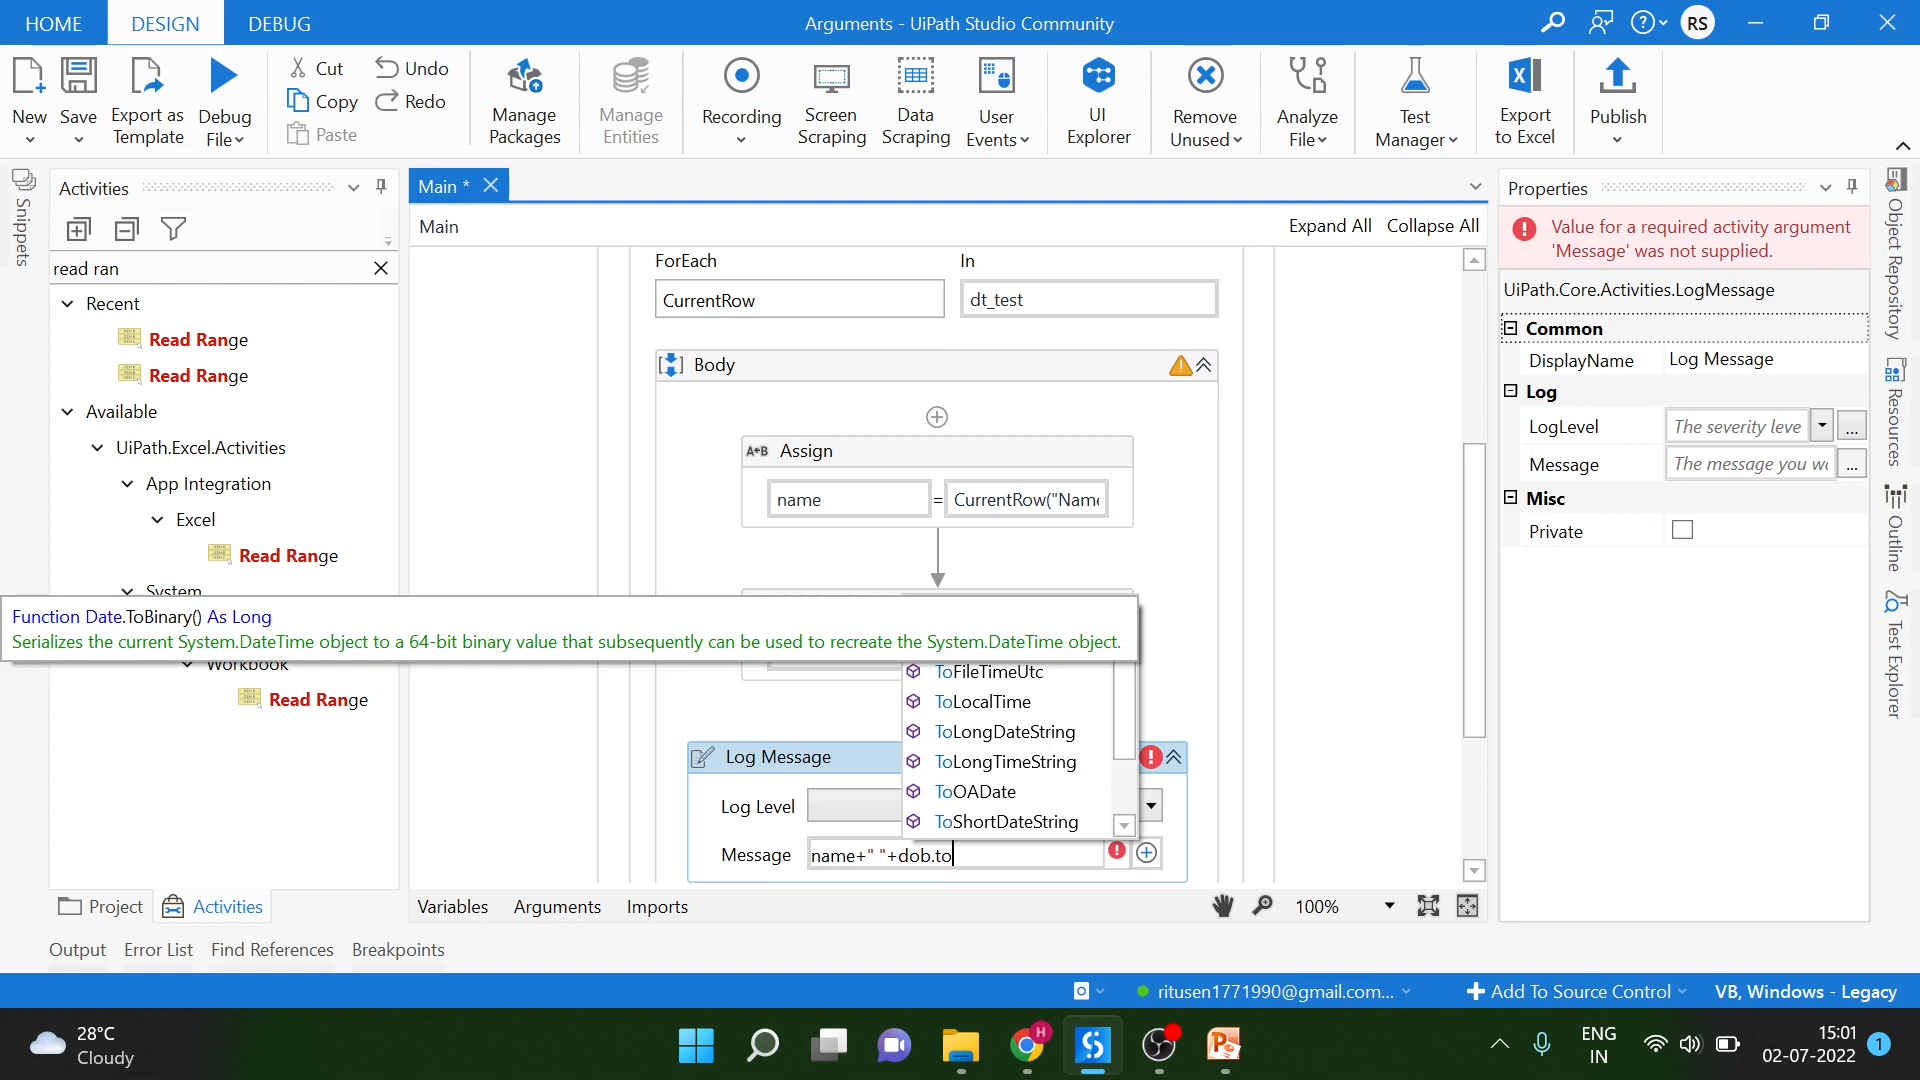 HOME
DESIGN
DEBUG
Arguments - UiPath Studio Community
RS
New
Save
Export as
Template
Debug
File
Cut
Copy
Paste
Undo
Redo
Manage
Packages
Manage
Entities
Recording
Screen
Scraping
Data
Scraping
User
Events
UI
Explorer
Remove
Unused
Analyze
File
Test
Manager
Export
to Excel
Publish
Snippets
Activities
read ran
Recent
Read Range
Read Range
Available
UiPath.Excel.Activities
App Integration
Excel
Read Range
System
Workbook
Read Range
Project
Activities
Main *
Main
Expand All
Collapse All
ForEach
In
CurrentRow
dt_test
Body
A B Assign
name
=
CurrentRow("Name
Function Date.ToBinary() As Long
Serializes the current System.DateTime object to a 64-bit binary value that subsequently can be used to recreate the System.DateTime object.
ToFileTimeUtc
ToLocalTime
ToLongDateString
ToLongTimeString
ToOADate
ToShortDateString
Log Message
Log Level
Message
name+" "+dob.to
Variables
Arguments
Imports
100%
Properties
Value for a required activity argument
'Message' was not supplied.
UiPath.Core.Activities.LogMessage
Common
DisplayName
Log Message
Log
LogLevel
The severity leve
...
Message
The message you wa
...
Misc
Private
Object Repository
Resources
Outline
Test Explorer
Output
Error List
Find References
Breakpoints
ritusen1771990@gmail.com...
Add To Source Control
VB, Windows - Legacy
28°C
Cloudy
H
ENG
IN
15:01
02-07-2022
1